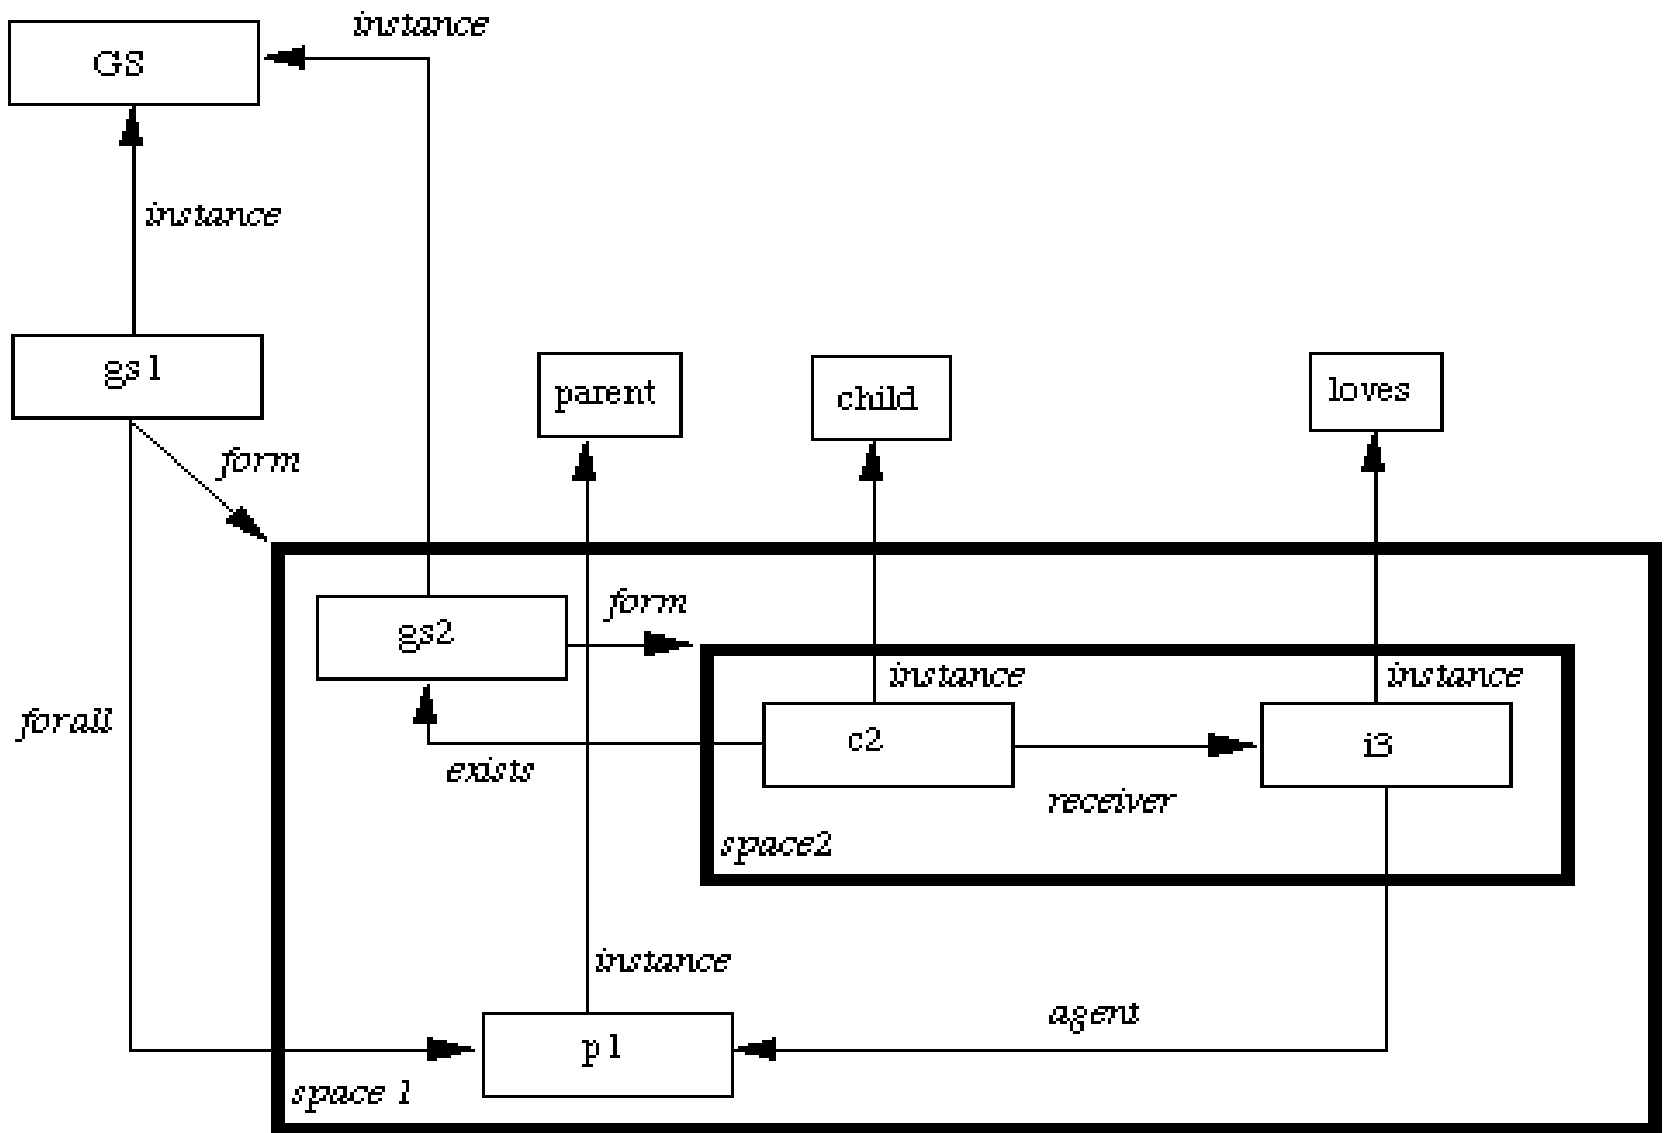 instance
GS
instance
gs1
parent
child
loves
form
form
gs2
instance
instance
forall
c2
i3
exists
receiver
space2
instance
agent
p1
space 1